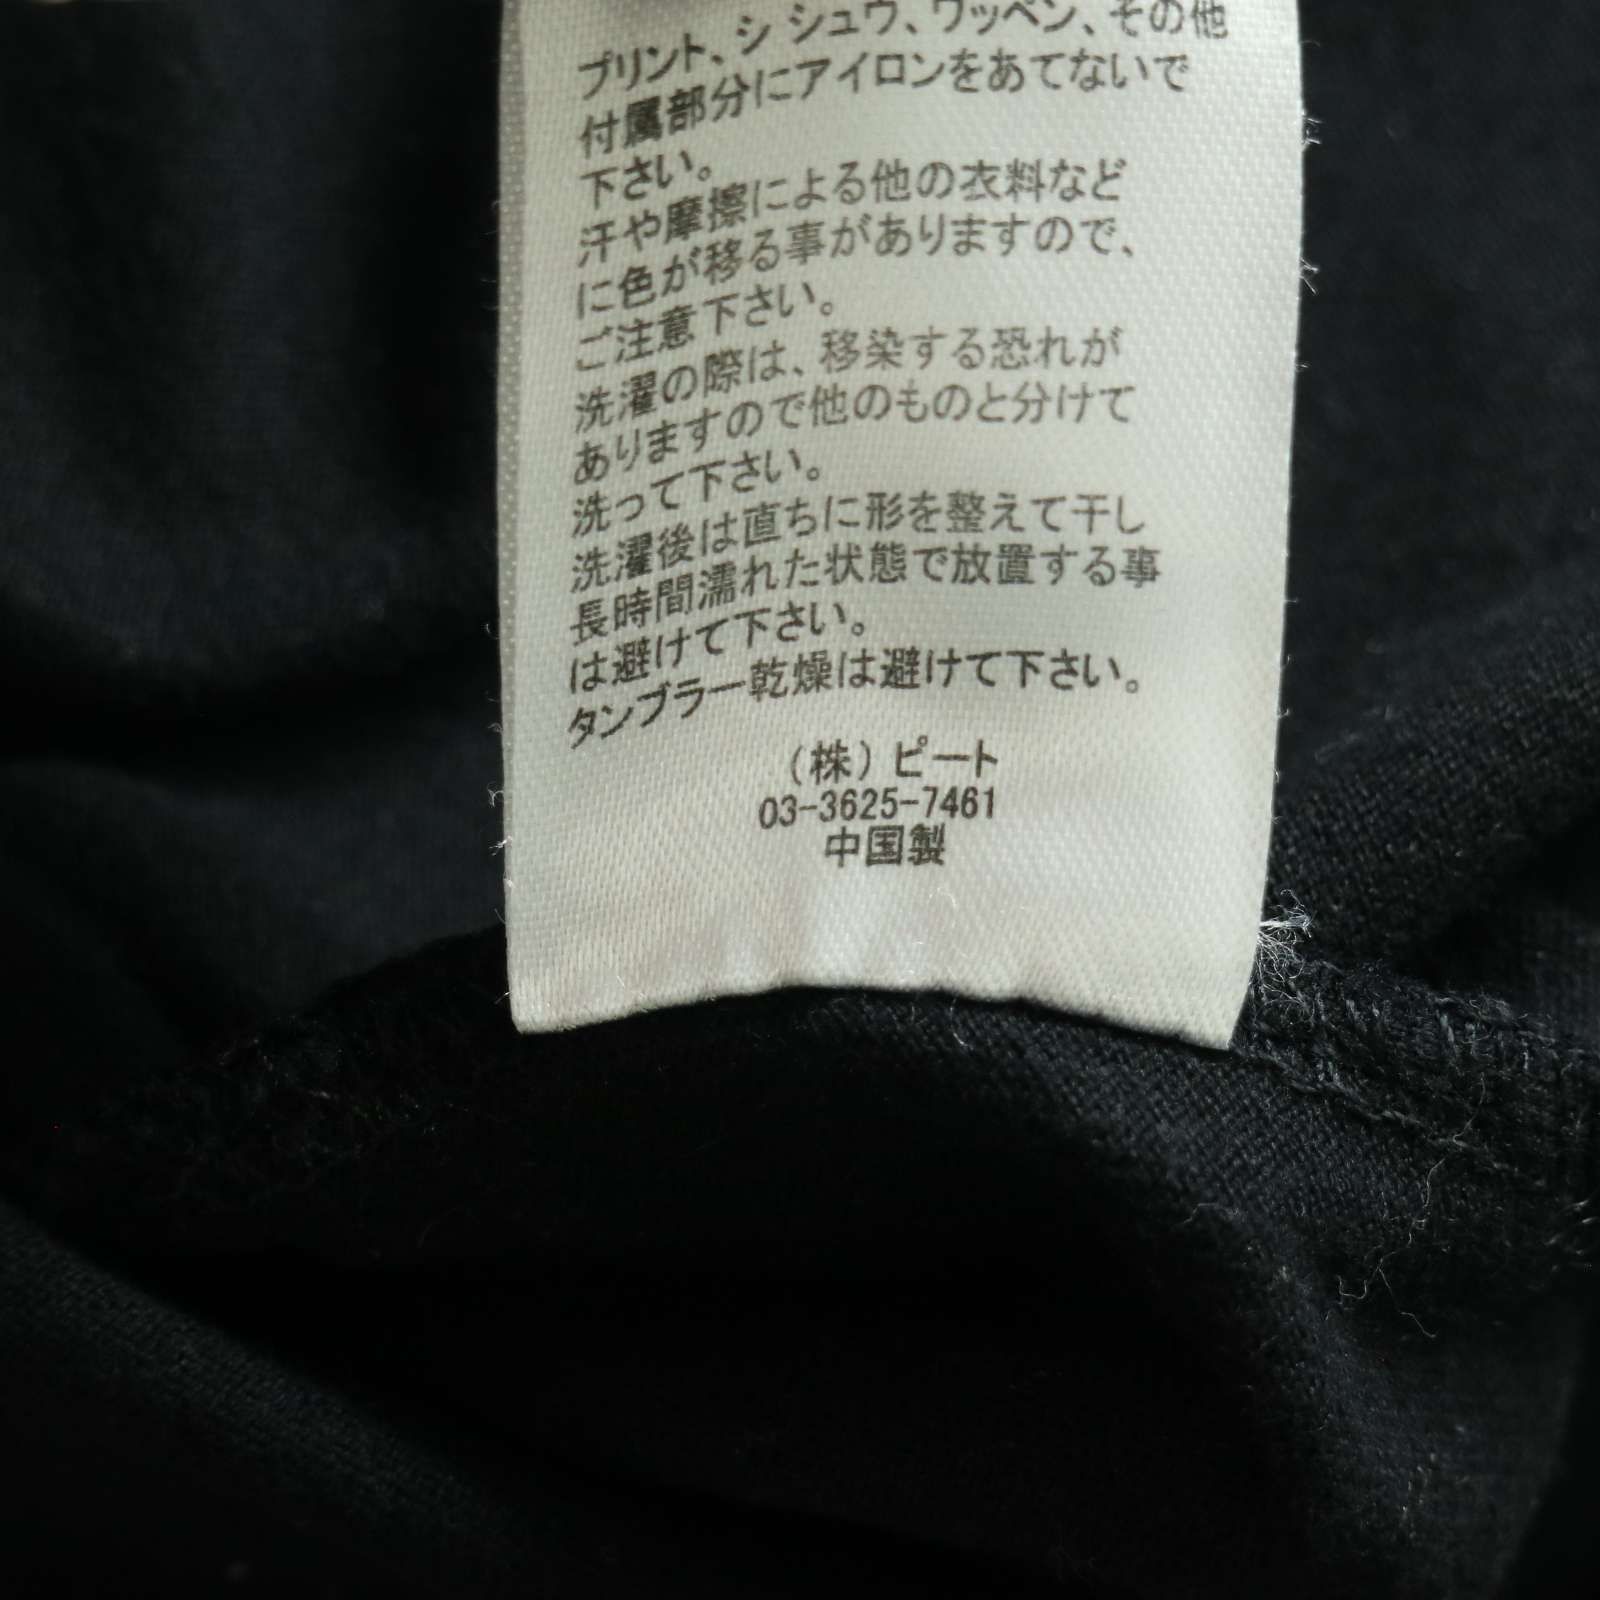 プリント、シシュウ、ワッペン、その他
付属部分にアイロンをあてないで
下さい。
汗や摩擦による他の衣料など
に色が移る事がありますので、
ご注意下さい。
洗濯の際は、移染する恐れが
ありますので他のものと分けて
洗って下さい。
洗濯後は直ちに形を整えて干し
長時間濡れた状態で放置する事
は避けて下さい。
タンブラー乾燥は避けて下さい。
(株)ピート
03-3625-7461
中国製